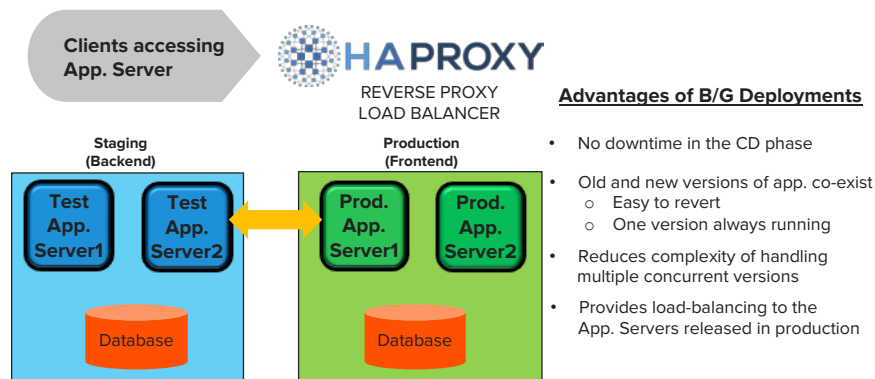 Clients accessing
App. Server
HAPROXY
REVERSE PROXY
LOAD BALANCER
Advantages of B/G Deployments
• No downtime in the CD phase
• Old and new versions of app. co-exist
o Easy to revert
o One version always running
• Reduces complexity of handling
multiple concurrent versions
• Provides load-balancing to the
App. Servers released in production
Staging
(Backend)
Test
App.
Server1
Test
App.
Server2
Database
Production
(Frontend)
Prod.
App.
Server1
Prod.
App.
Server2
Database